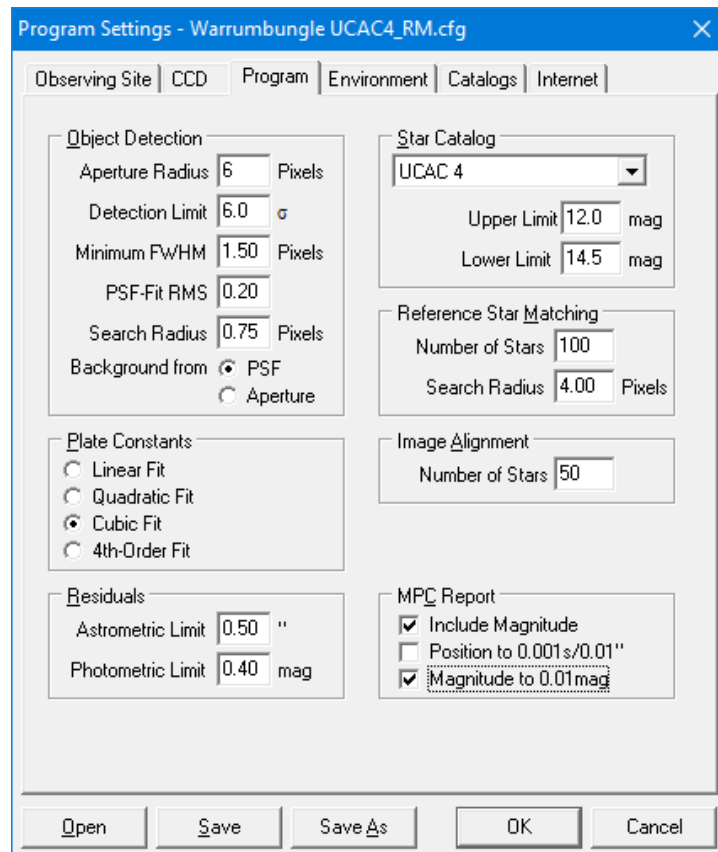 Program Settings - Warrumbungle UCAC4_RM.cfg
Observing Site CCD Program Environment Catalogs Internet
Object Detection
Aperture Radius 6 Pixels
Detection Limit 6.0 σ
Minimum FWHM 1.50 Pixels
PSF-Fit RMS 0.20
Search Radius 0.75 Pixels
Background from PSF
Aperture
Plate Constants
Linear Fit
Quadratic Fit
Cubic Fit
4th-Order Fit
Residuals
Astrometric Limit 0.50 "
Photometric Limit 0.40 mag
Star Catalog
UCAC 4
Upper Limit 12.0 mag
Lower Limit 14.5 mag
Reference Star Matching
Number of Stars 100
Search Radius 4.00 Pixels
Image Alignment
Number of Stars 50
MPC Report
Include Magnitude
Position to 0.001s/0.01"
Magnitude to 0.01mag
Open Save Save As OK Cancel